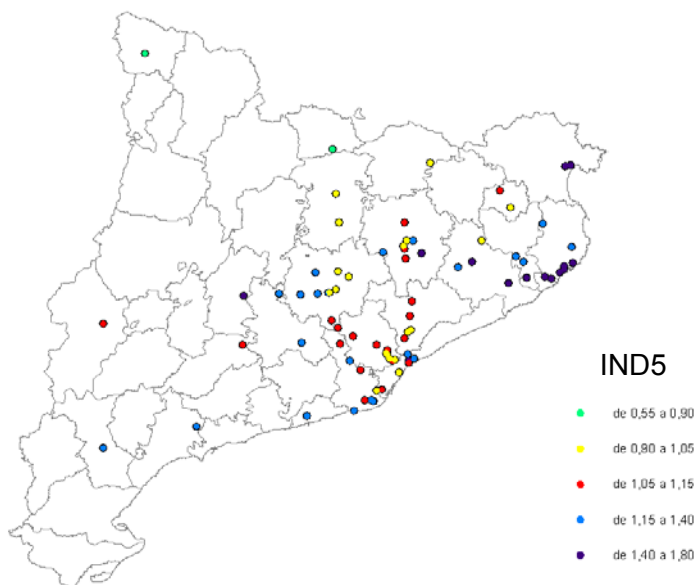 IND5
de 0,55 a 0,90
de 0,90 a 1,05
de 1,05 a 1,15
de 1,15 a 1,40
de 1,40 a 1,80